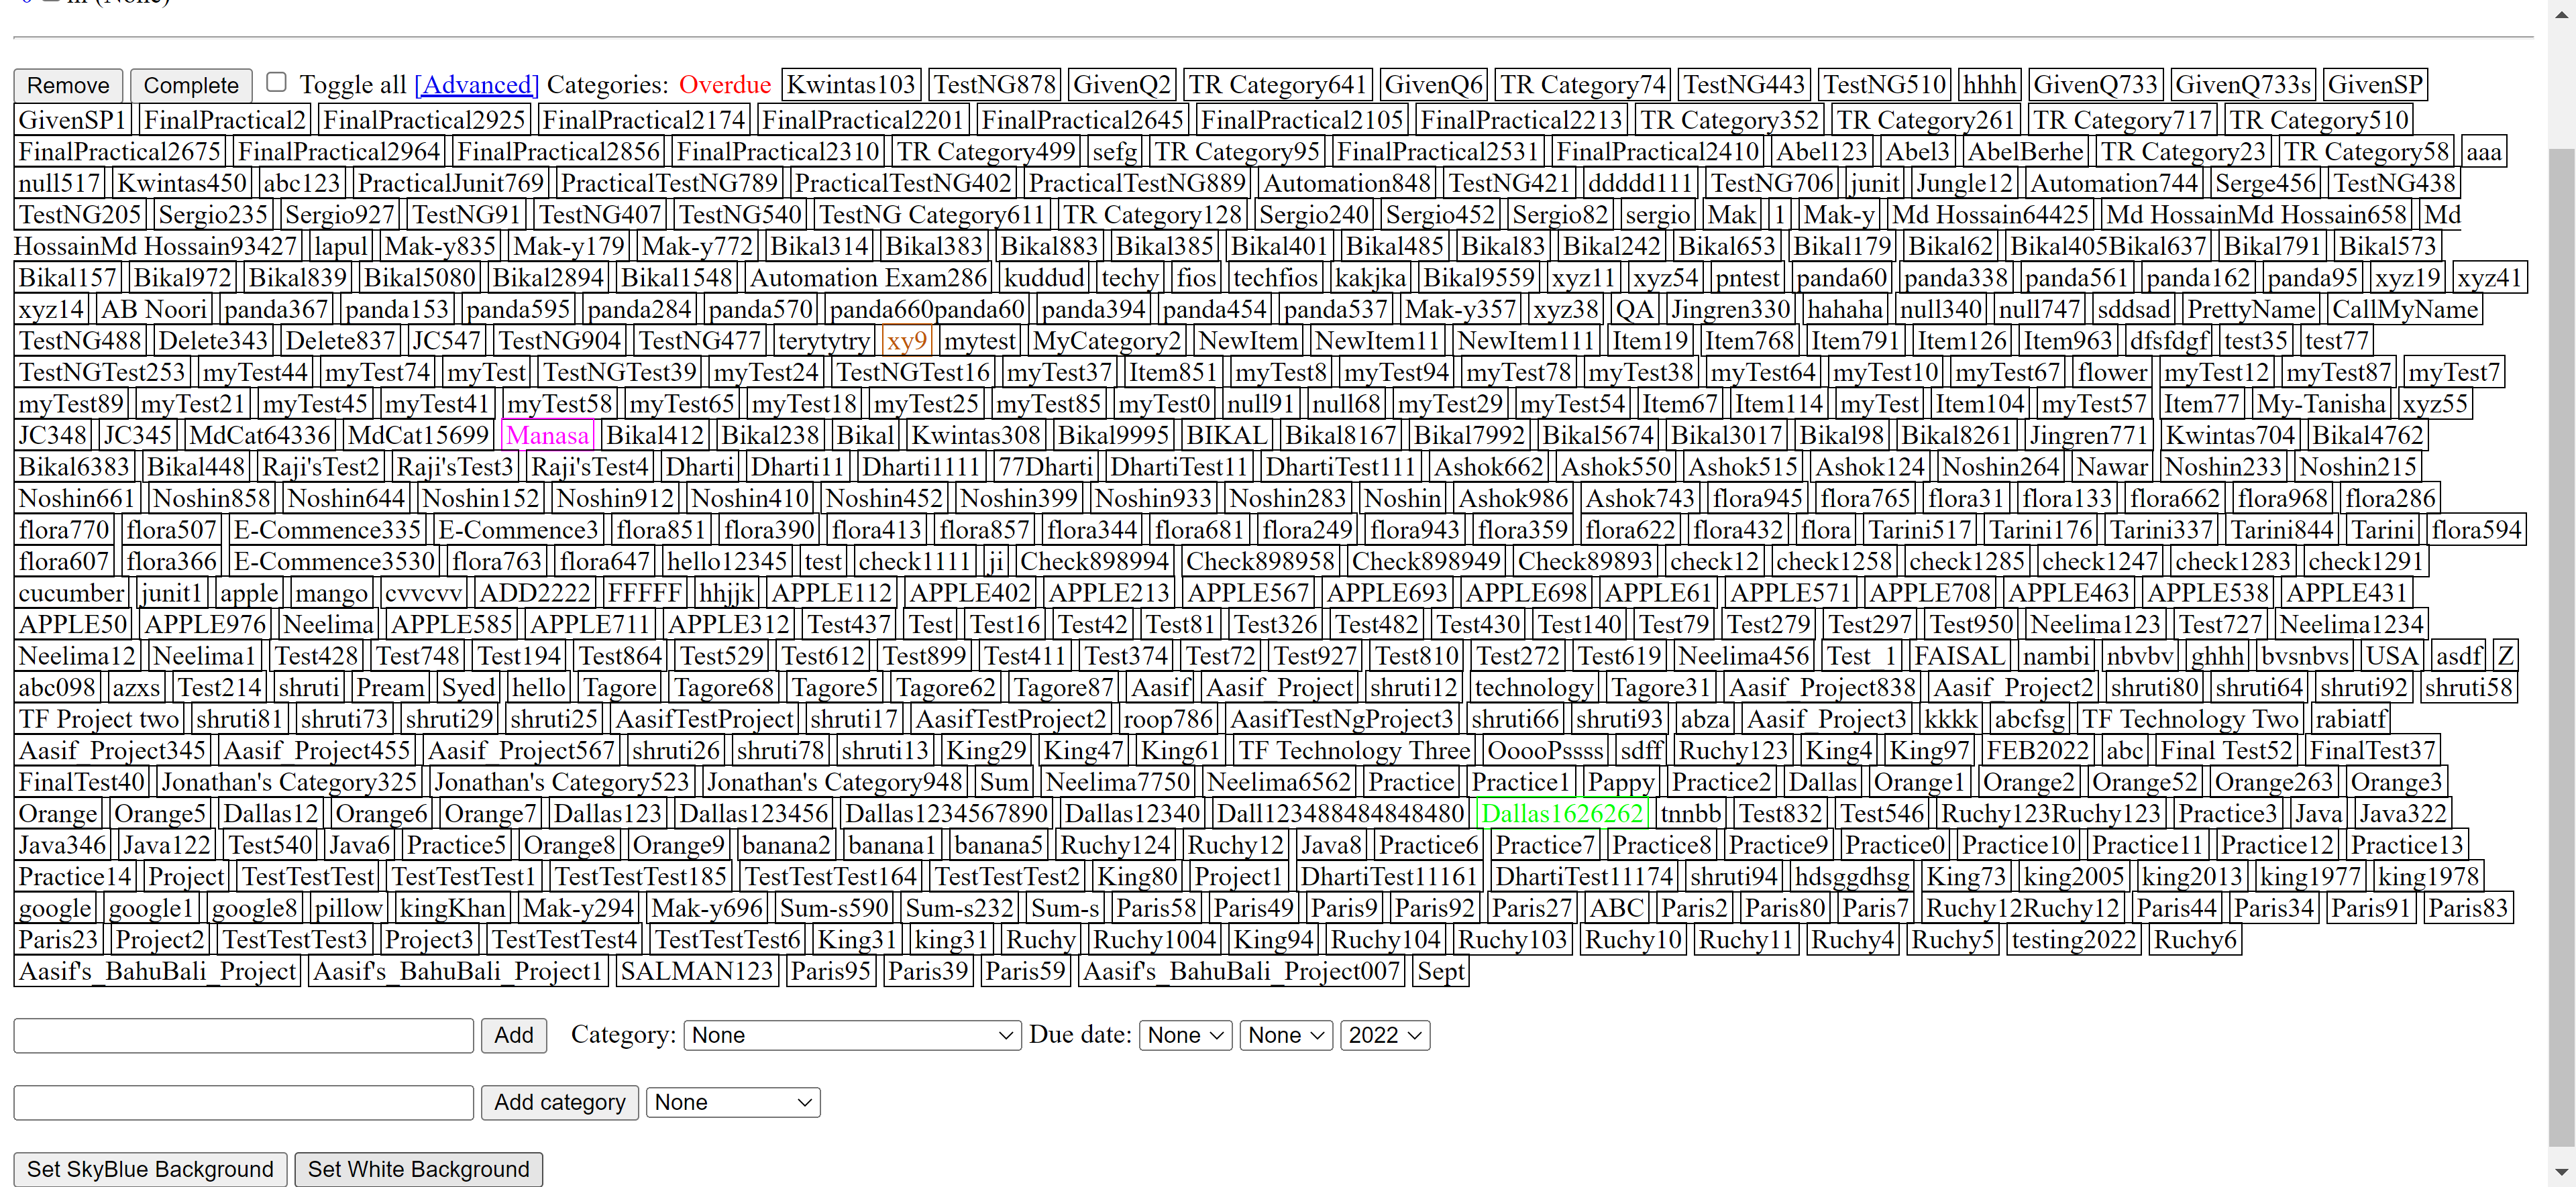 Remove Complete Toggle all [Advanced] Categories: Overdue Kwintas103 TestNG878 GivenQ2 TR Category641 GivenQ6 TR Category74 TestNG443 TestNG510 hhhh GivenQ733 GivenQ733s GivenSP
GivenSP1 FinalPractical2 FinalPractical2925 FinalPractical2174 FinalPractical2201 FinalPractical2645 FinalPractical2105 FinalPractical2213 TR Category352 TR Category261 TR Category717 TR Category510
FinalPractical2675 FinalPractical2964 FinalPractical2856 FinalPractical2310 TR Category499 sefg TR Category95 FinalPractical2531 FinalPractical2410 Abel123 Abel3 AbelBerhe TR Category23 TR Category58 aaa
null517 Kwintas450 abc123 PracticalJunit769 PracticalTestNG789 PracticalTestNG402 PracticalTestNG889 Automation848 TestNG421 ddddd111 TestNG706 junit Jungle12 Automation744 Serge456 TestNG438
TestNG205 Sergio235 Sergio927 TestNG91 TestNG407 TestNG540 TestNG Category611 TR Category128 Sergio240 Sergio452 Sergio82 sergio Mak 1 Mak-y Md Hossain64425 Md HossainMd Hossain658 Md
HossainMd Hossain93427 lapul Mak-y835 Mak-y179 Mak-y772 Bikal314 Bikal383 Bikal883 Bikal385 Bikal401 Bikal485 Bikal83 Bikal242 Bikal653 Bikal179 Bikal62 Bikal405Bikal637 Bikal791 Bikal573
Bikal157 Bikal972 Bikal839 Bikal5080 Bikal2894 Bikal1548 Automation Exam286 kuddud techy fios techfios kakjka Bikal9559 xyz11 xyz54 pntest panda60 panda338 panda561 panda162 panda95 xyz19 xyz41
xyz14 AB Noori panda367 panda153 panda595 panda284 panda570 panda660panda60 panda394 panda454 panda537 Mak-y357 xyz38 QA Jingren330 hahaha null340 null747 sddsad PrettyName CallMyName
TestNG488 Delete343 Delete837 JC547 TestNG904 TestNG477 terytytry xy9 mytest MyCategory2 NewItem NewItem11 NewItem111 Item19 Item768 Item791 Item126 Item963 dfsfdgf test35 test77
TestNGTest253 myTest44 myTest74 myTest TestNGTest39 myTest24 TestNGTest16 myTest37 Item851 myTest8 myTest94 myTest78 myTest38 myTest64 myTest10 myTest67 flower myTest12 myTest87 myTest7
myTest89 myTest21 myTest45 myTest41 myTest58 myTest65 myTest18 myTest25 myTest85 myTest0 null91 null68 myTest29 myTest54 Item67 Item114 myTest Item104 myTest57 Item77 My-Tanisha xyz55
JC348 JC345 MdCat64336 MdCat15699 Manasa Bikal412 Bikal238 Bikal Kwintas308 Bikal9995 BIKAL Bikal8167 Bikal7992 Bikal5674 Bikal3017 Bikal98 Bikal8261 Jingren771 Kwintas704 Bikal4762
Bikal6383 Bikal448 Raji'sTest2 Raji'sTest3 Raji'sTest4 Dharti Dharti11 Dharti1111 77Dharti DhartiTest11 DhartiTest111 Ashok662 Ashok550 Ashok515 Ashok124 Noshin264 Nawar Noshin233 Noshin215
Noshin661 Noshin858 Noshin644 Noshin152 Noshin912 Noshin410 Noshin452 Noshin399 Noshin933 Noshin283 Noshin Ashok986 Ashok743 flora945 flora765 flora31 flora133 flora662 flora968 flora286
flora770 flora507 E-Commence335 E-Commence3 flora851 flora390 flora413 flora857 flora344 flora681 flora249 flora943 flora359 flora622 flora432 flora Tarini517 Tarini176 Tarini337 Tarini844 Tarini flora594
flora607 flora366 E-Commence3530 flora763 flora647 hello12345 test check1111 ji Check898994 Check898958 Check898949 Check89893 check12 check1258 check1285 check1247 check1283 check1291
cucumber junit1 apple mango cvvcvv ADD2222 FFFFF hhjjk APPLE112 APPLE402 APPLE213 APPLE567 APPLE693 APPLE698 APPLE61 APPLE571 APPLE708 APPLE463 APPLE538 APPLE431
APPLE50 APPLE976 Neelima APPLE585 APPLE711 APPLE312 Test437 Test Test16 Test42 Test81 Test326 Test482 Test430 Test140 Test79 Test279 Test297 Test950 Neelima123 Test727 Neelima1234
Neelima12 Neelima1 Test428 Test748 Test194 Test864 Test529 Test612 Test899 Test411 Test374 Test72 Test927 Test810 Test272 Test619 Neelima456 Test_1 FAISAL nambi nbvbv ghhh bvsnbvs USA asdf Z
abc098 azxs Test214 shruti Pream Syed hello Tagore Tagore68 Tagore5 Tagore62 Tagore87 Aasif Aasif_Project shruti12 technology Tagore31 Aasif_Project838 Aasif_Project2 shruti80 shruti64 shruti92 shruti58
TF Project two shruti81 shruti73 shruti29 shruti25 AasifTestProject shruti17 AasifTestProject2 roop786 AasifTestNgProject3 shruti66 shruti93 abza Aasif_Project3 kkkk abcfsg TF Technology Two rabiatf
Aasif_Project345 Aasif_Project455 Aasif_Project567 shruti26 shruti78 shruti13 King29 King47 King61 TF Technology Three OoooPssss sdff Ruchy123 King4 King97 FEB2022 abc Final Test52 FinalTest37
FinalTest40 Jonathan's Category325 Jonathan's Category523 Jonathan's Category948 Sum Neelima7750 Neelima6562 Practice Practice1 Pappy Practice2 Dallas Orange1 Orange2 Orange52 Orange263 Orange3
Orange Orange5 Dallas12 Orange6 Orange7 Dallas123 Dallas123456 Dallas1234567890 Dallas12340 Dall123488484848480 Dallas1626262 tnnbb Test832 Test546 Ruchy123Ruchy123 Practice3 Java Java322
Java346 Java122 Test540 Java6 Practice5 Orange8 Orange9 banana2 banana1 banana5 Ruchy124 Ruchy12 Java8 Practice6 Practice7 Practice8 Practice9 Practice0 Practice10 Practice11 Practice12 Practice13
Practice14 Project TestTestTest TestTestTest1 TestTestTest185 TestTestTest164 TestTestTest2 King80 Project1 DhartiTest11161 DhartiTest11174 shruti94 hdsggdhsg King73 king2005 king2013 king1977 king1978
google google1 google8 pillow kingKhan Mak-y294 Mak-y696 Sum-s590 Sum-s232 Sum-s Paris58 Paris49 Paris9 Paris92 Paris27 ABC Paris2 Paris80 Paris7 Ruchy12Ruchy12 Paris44 Paris34 Paris91 Paris83
Paris23 Project2 TestTestTest3 Project3 TestTestTest4 TestTestTest6 King31 king31 Ruchy Ruchy1004 King94 Ruchy104 Ruchy103 Ruchy10 Ruchy11 Ruchy4 Ruchy5 testing2022 Ruchy6
Aasif's_BahuBali_Project Aasif's_BahuBali_Project1 SALMAN123 Paris95 Paris39 Paris59 Aasif's_BahuBali_Project007 Sept
Add Category: None Due date: None None 2022
Add category None
Set SkyBlue Background Set White Background